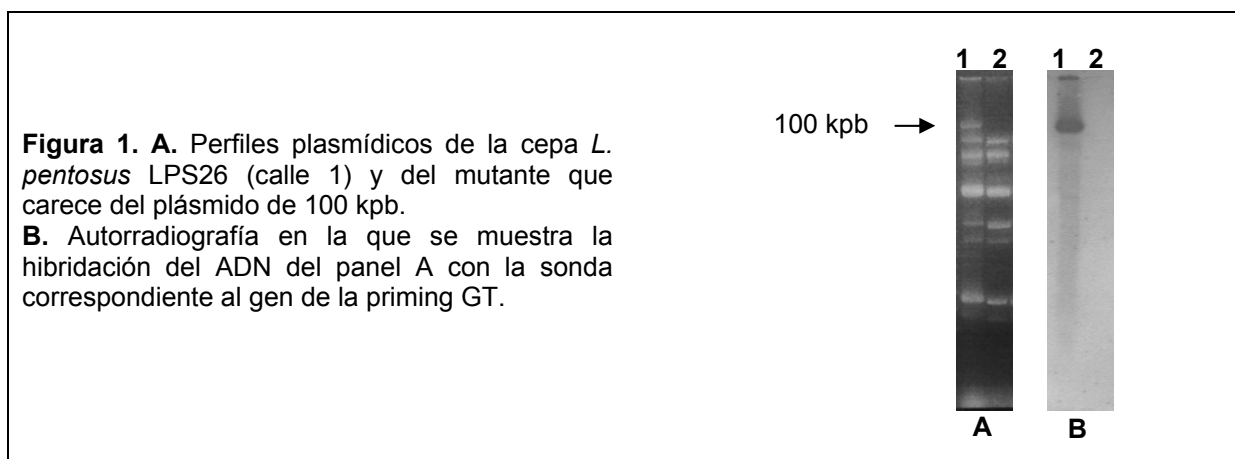 Figura 1. A. Perfiles plasmídicos de la cepa L.
pentosus LPS26 (calle 1) y del mutante que
carece del plásmido de 100 kpb.
B. Autorradiografía en la que se muestra la
hibridación del ADN del panel A con la sonda
correspondiente al gen de la priming GT.
1 2 1 2
100 kpb
A B